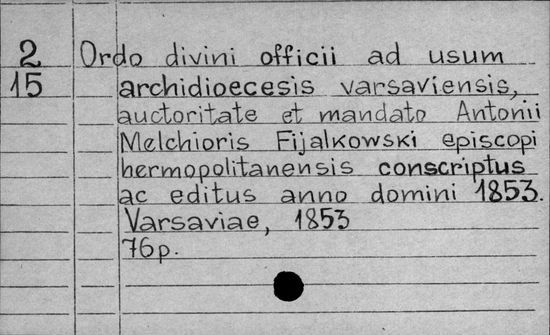 2 Ordo divini officii ad usum
15 archidioecesis varsaviensis,
auctoritate et mandato Antonii
Melchioris Fijalkowski episcopi
hermopolitanensis conscriptus
ac editus anno domini 1853.
Varsaviae, 1853
76p.